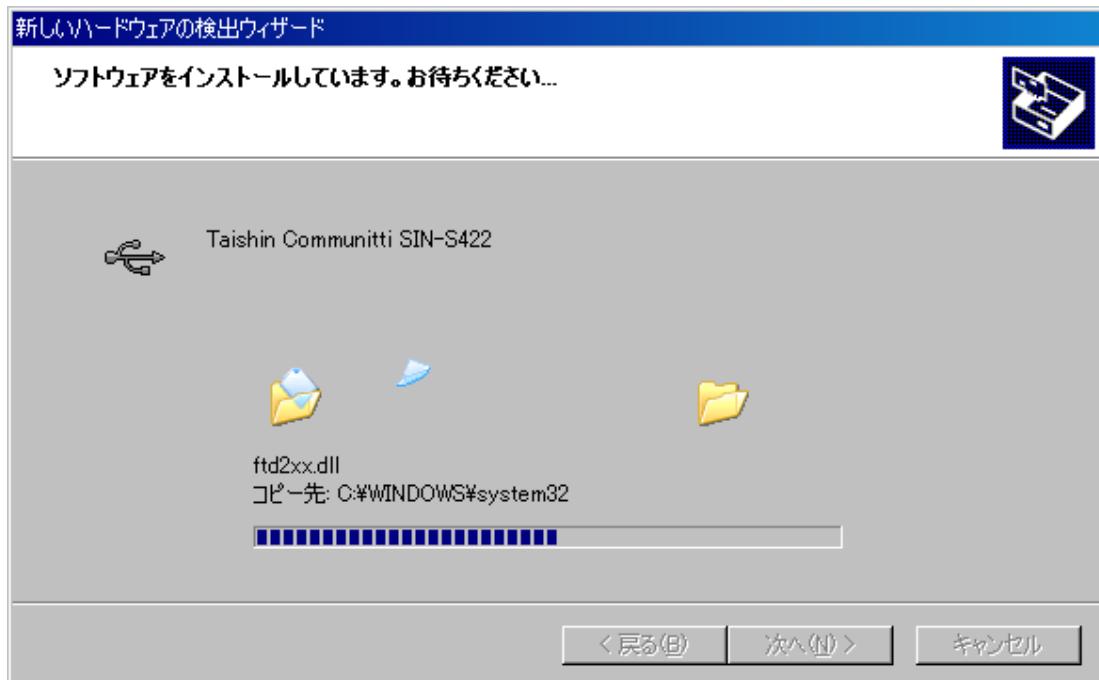 新しいハードウェアの検出ウィザード
ソフトウェアをインストールしています。お待ちください...
Taishin Communitti SIN-S422
ftd2xx.dll
コピー先: C:¥WINDOWS¥system32
< 戻る(B)
次へ(N) >
キャンセル